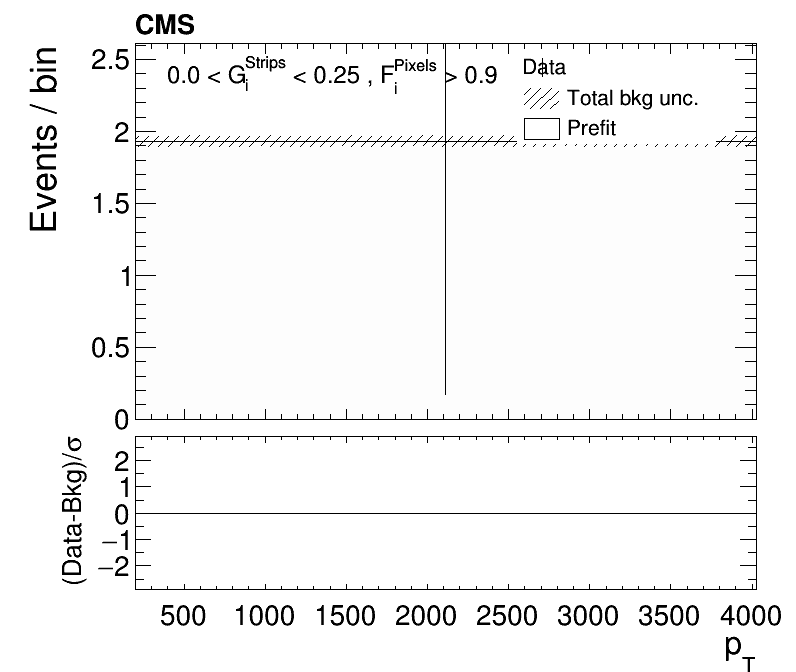 CMS
Events / bin
0.0 < G_i^Strips < 0.25 , F_i^Pixels > 0.9
Data
Total bkg unc.
Prefit
2.5
2
1.5
1
0.5
0
(Data-Bkg)/σ
2
1
0
−1
−2
500 1000 1500 2000 2500 3000 3500 4000
p_T